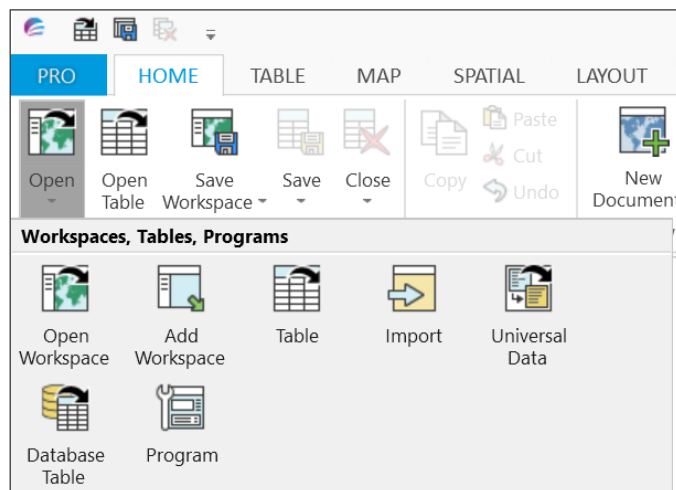 PRO HOME TABLE MAP SPATIAL LAYOUT
Open
Open
Table
Save
Workspace
Save
Close
Copy
Paste
Cut
Undo
New
Document
Workspaces, Tables, Programs
Open
Workspace
Add
Workspace
Table
Import
Universal
Data
Database
Table
Program